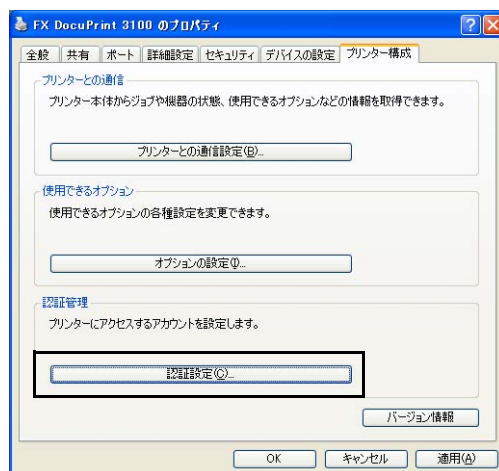 FX DocuPrint 3100 のプロパティ
全般 共有 ポート 詳細設定 セキュリティ デバイスの設定 プリンター構成
プリンターとの通信
プリンター本体からジョブや機器の状態、使用できるオプションなどの情報を取得できます。
プリンターとの通信設定(B)...
使用できるオプション
使用できるオプションの各種設定を変更できます。
オプションの設定(I)...
認証管理
プリンターにアクセスするアカウントを設定します。
認証設定(C)...
バージョン情報
OK キャンセル 適用(A)